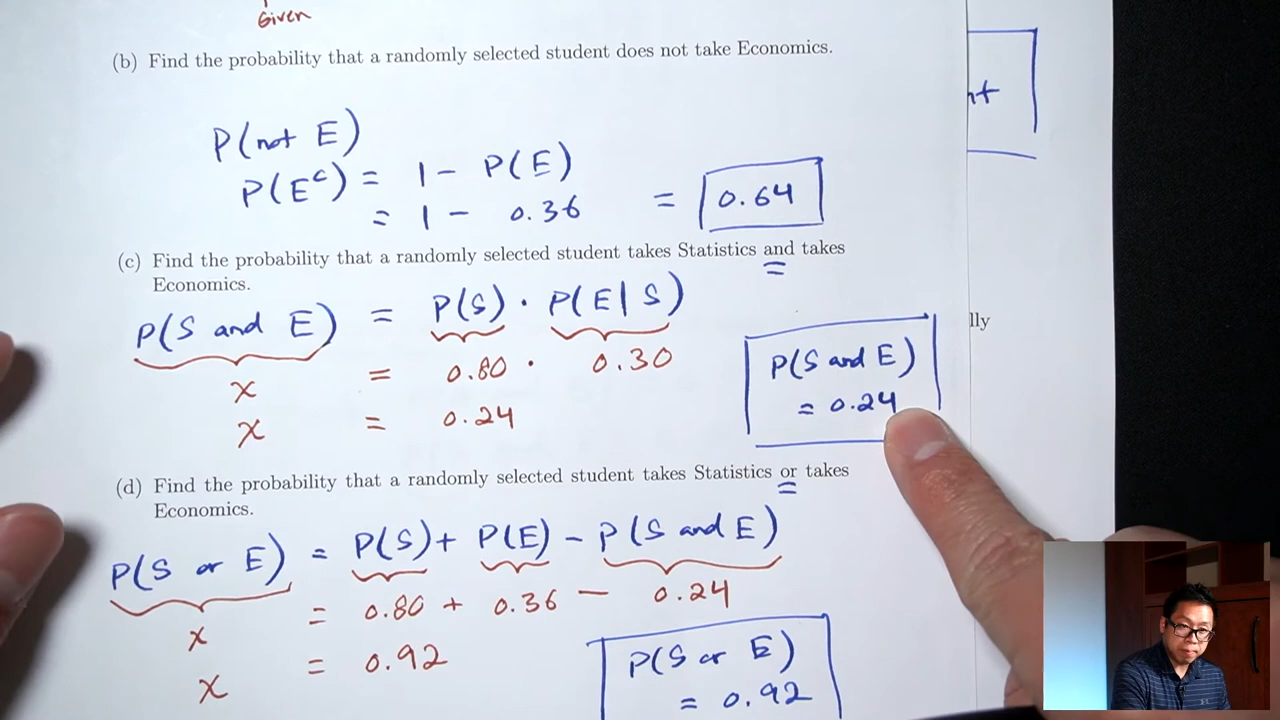 Given
(b) Find the probability that a randomly selected student does not take Economics.
P(not E)
P(Eᶜ) = 1 - P(E)
= 1 - 0.36 = 0.64
(c) Find the probability that a randomly selected student takes Statistics and takes
Economics.
P(S and E) = P(S) · P(E|S)
x = 0.80 · 0.30
x = 0.24
P(S and E)
= 0.24
lly
(d) Find the probability that a randomly selected student takes Statistics or takes
Economics.
P(S or E) = P(S) + P(E) - P(S and E)
x = 0.80 + 0.36 - 0.24
x = 0.92
P(S or E)
= 0.92